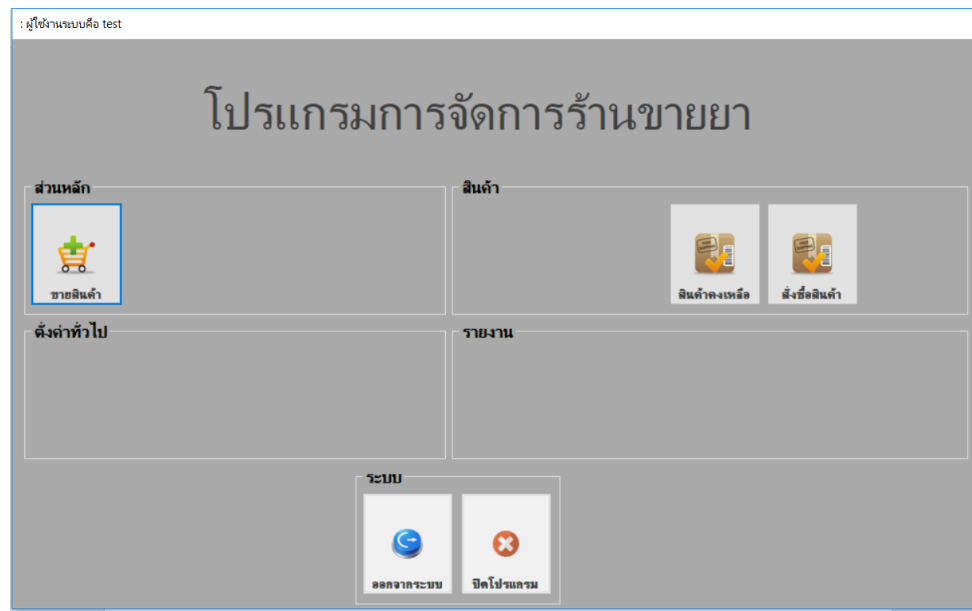 : ผู้ใช้งานระบบคือ test
โปรแกรมการจัดการร้านขายยา
ส่วนหลัก
สินค้า
ขายสินค้า
สินค้าคงเหลือ
สั่งซื้อสินค้า
ตั่งค่าทั่วไป
รายงาน
ระบบ
ออกจากระบบ
ปิดโปรแกรม